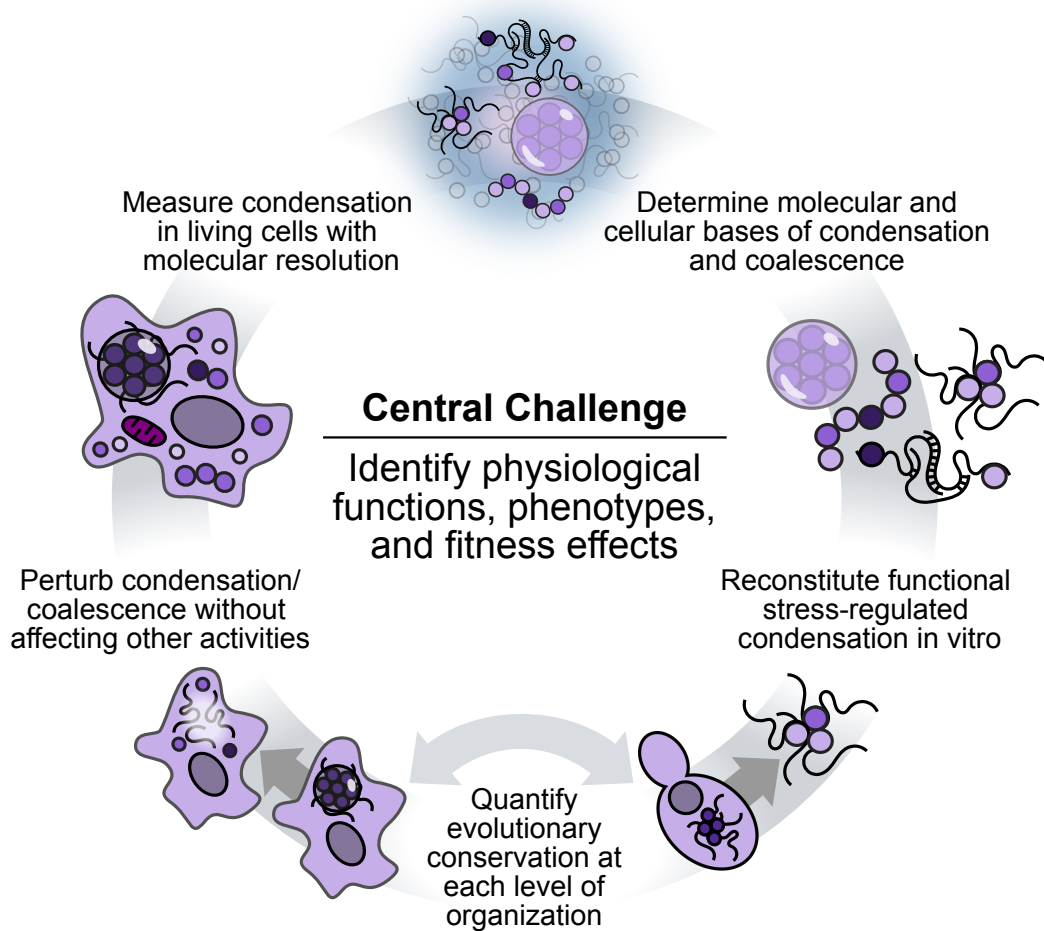 Measure condensation
in living cells with
molecular resolution
Determine molecular and
cellular bases of condensation
and coalescence
Central Challenge
Identify physiological
functions, phenotypes,
and fitness effects
Perturb condensation/
coalescence without
affecting other activities
Reconstitute functional
stress-regulated
condensation in vitro
Quantify
evolutionary
conservation at
each level of
organization